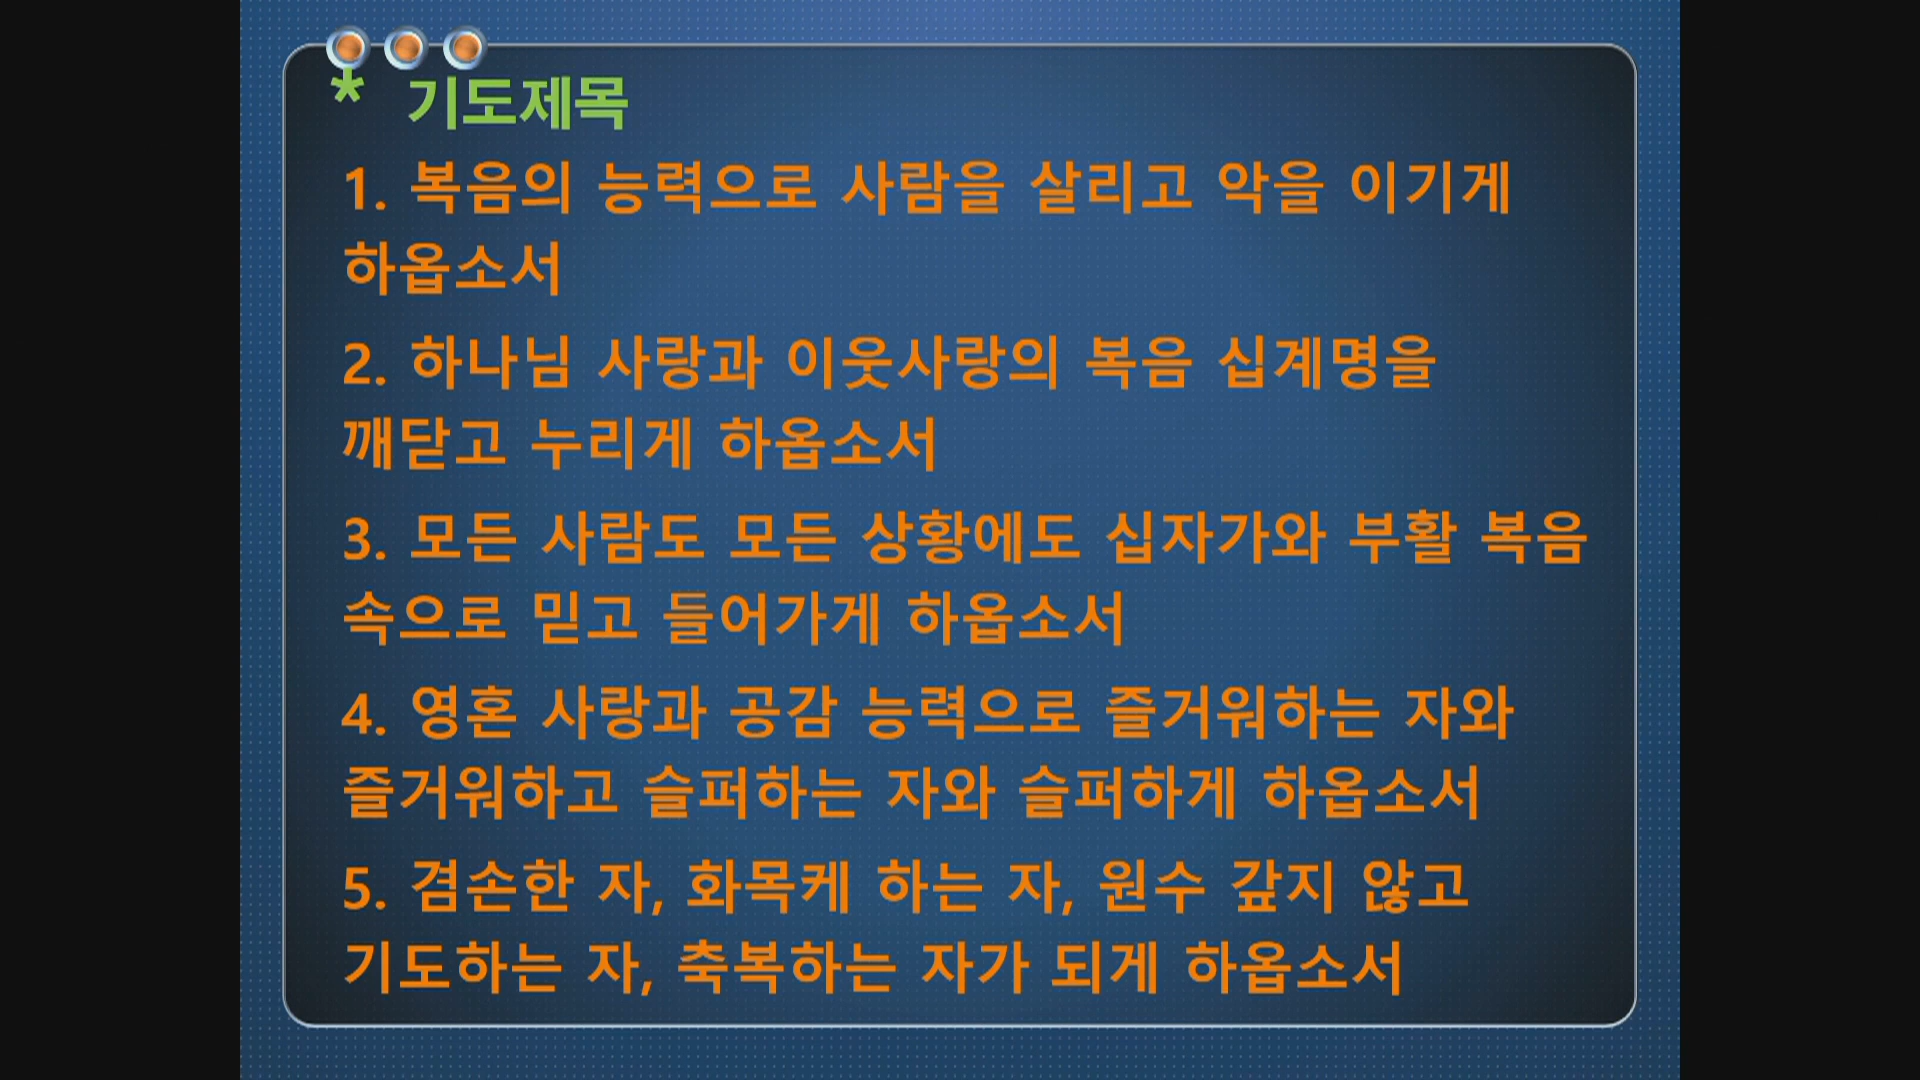 * 기도제목
1. 복음의 능력으로 사람을 살리고 악을 이기게
하옵소서
2. 하나님 사랑과 이웃사랑의 복음 십계명을
깨닫고 누리게 하옵소서
3. 모든 사람도 모든 상황에도 십자가와 부활 복음
속으로 믿고 들어가게 하옵소서
4. 영혼 사랑과 공감 능력으로 즐거워하는 자와
즐거워하고 슬퍼하는 자와 슬퍼하게 하옵소서
5. 겸손한 자, 화목케 하는 자, 원수 갚지 않고
기도하는 자, 축복하는 자가 되게 하옵소서